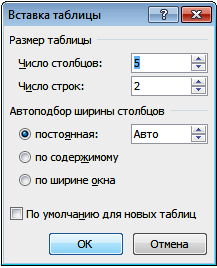 Вставка таблицы
Размер таблицы
Число столбцов: 5
Число строк: 2
Автоподбор ширины столбцов
постоянная: Авто
по содержимому
по ширине окна
По умолчанию для новых таблиц
ОК Отмена